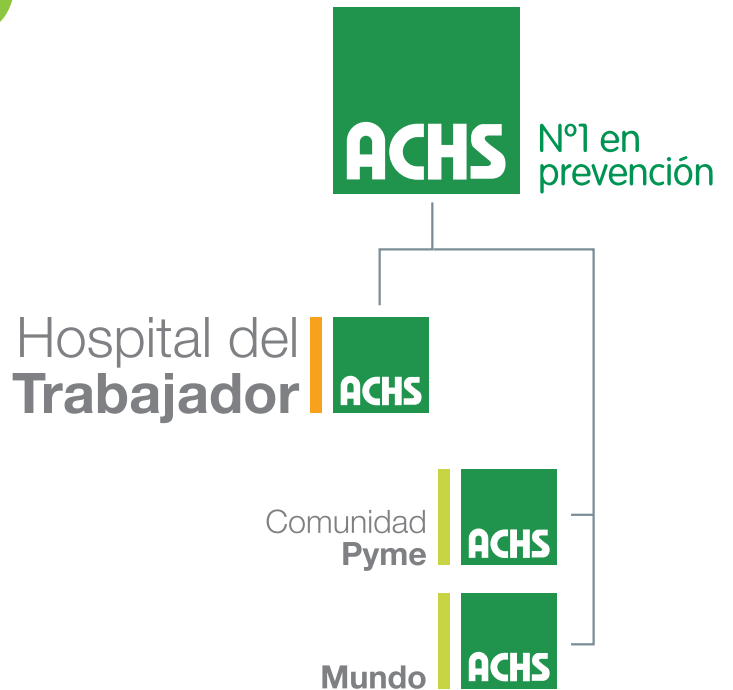 ACHS
Nº1 en
prevención
Hospital del
Trabajador
ACHS
Comunidad
Pyme
ACHS
Mundo
ACHS